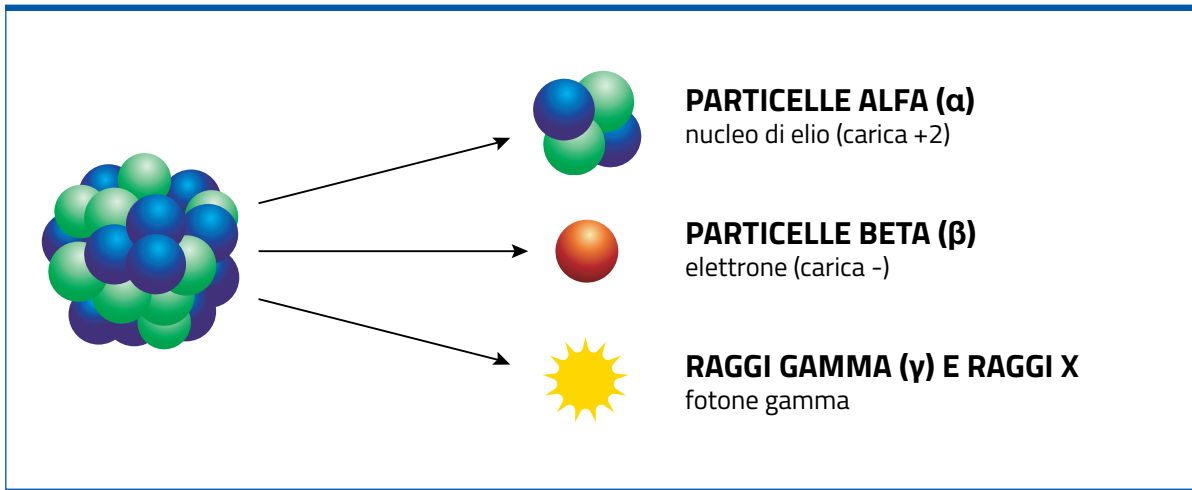 PARTICELLE ALFA (α)
nucleo di elio (carica +2)
PARTICELLE BETA (β)
elettrone (carica -)
RAGGI GAMMA (γ) E RAGGI X
fotone gamma